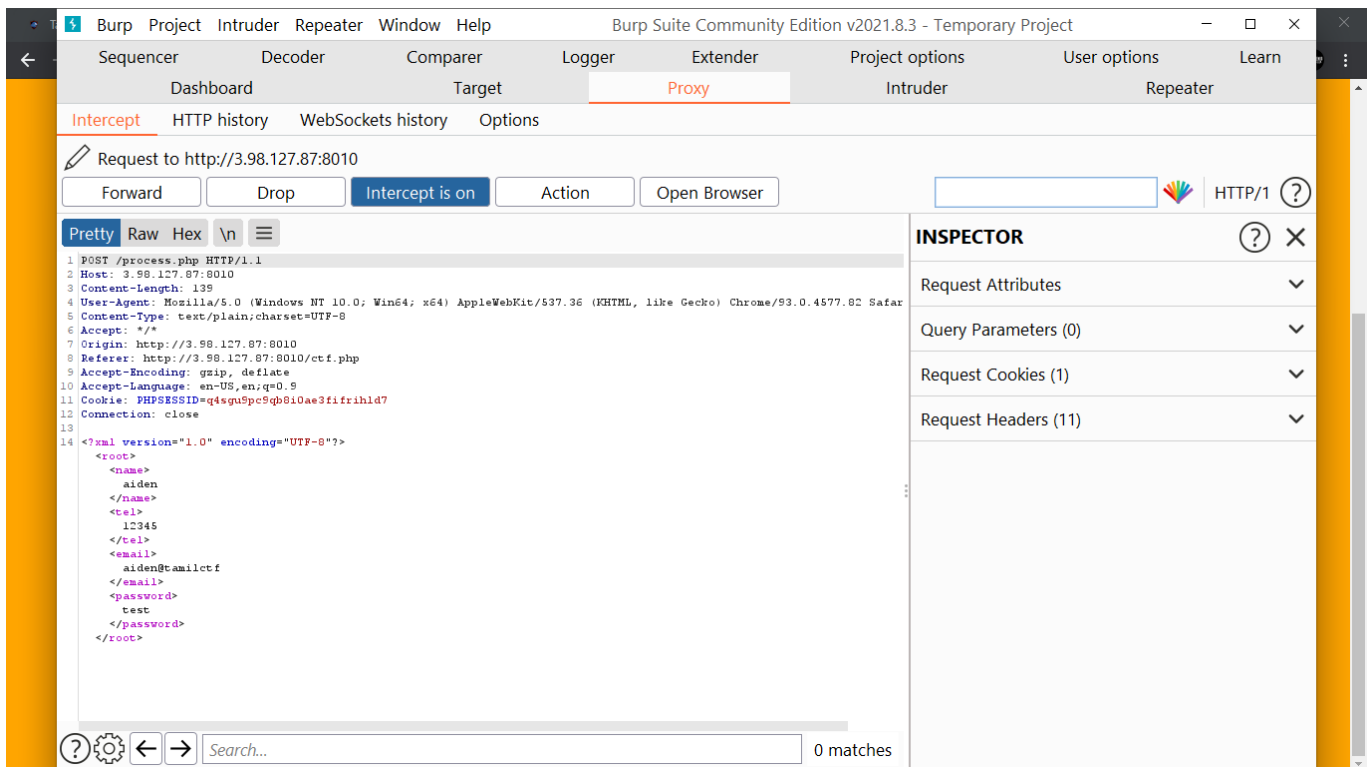 Burp Project Intruder Repeater Window Help Burp Suite Community Edition v2021.8.3 - Temporary Project
Sequencer Decoder Comparer Logger Extender Project options User options Learn
Dashboard Target Proxy Intruder Repeater
Intercept HTTP history WebSockets history Options
Request to http://3.98.127.87:8010
Forward Drop Intercept is on Action Open Browser HTTP/1 ?
Pretty Raw Hex \n
INSPECTOR ?
1 POST /process.php HTTP/1.1
2 Host: 3.98.127.87:8010
3 Content-Length: 139
4 User-Agent: Mozilla/5.0 (Windows NT 10.0; Win64; x64) AppleWebKit/537.36 (KHTML, like Gecko) Chrome/93.0.4577.82 Safar
5 Content-Type: text/plain;charset=UTF-8
6 Accept: */*
7 Origin: http://3.98.127.87:8010
8 Referer: http://3.98.127.87:8010/ctf.php
9 Accept-Encoding: gzip, deflate
10 Accept-Language: en-US,en;q=0.9
11 Cookie: PHPSESSID=q4sgu9pc9qb8i0ae3fifrihld7
12 Connection: close
13
14 <?xml version="1.0" encoding="UTF-8"?>
<root>
<name>
aiden
</name>
<tel>
12345
</tel>
<email>
aiden@tamilctf
</email>
<password>
test
</password>
</root>
Request Attributes
Query Parameters (0)
Request Cookies (1)
Request Headers (11)
? Search... 0 matches